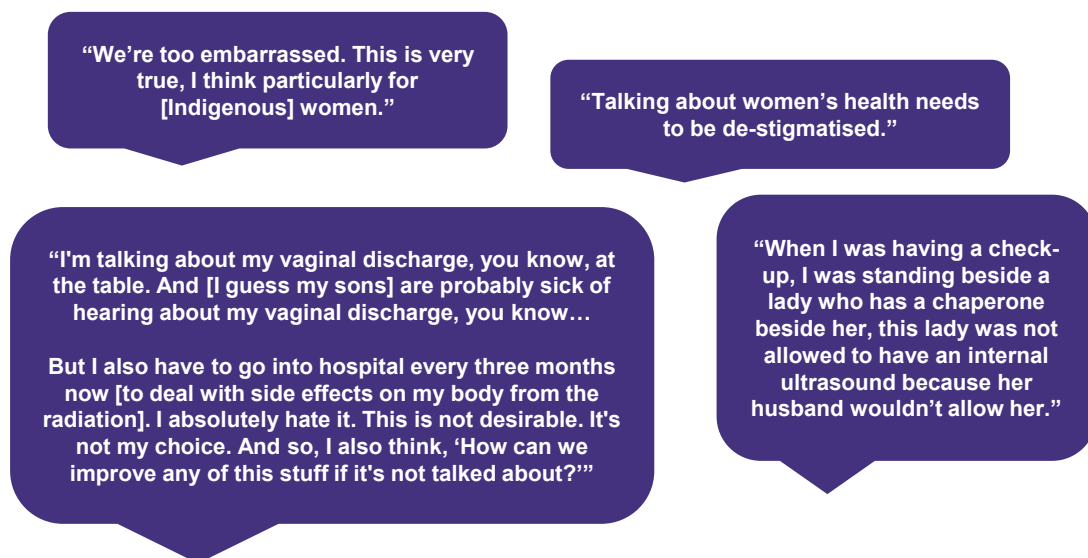 “We’re too embarrassed. This is very
true, I think particularly for
[Indigenous] women.”
“Talking about women’s health needs
to be de-stigmatised.”
“I'm talking about my vaginal discharge, you know, at
the table. And [I guess my sons] are probably sick of
hearing about my vaginal discharge, you know…
But I also have to go into hospital every three months
now [to deal with side effects on my body from the
radiation]. I absolutely hate it. This is not desirable. It's
not my choice. And so, I also think, ‘How can we
improve any of this stuff if it's not talked about?’”
“When I was having a check-
up, I was standing beside a
lady who has a chaperone
beside her, this lady was not
allowed to have an internal
ultrasound because her
husband wouldn’t allow her.”